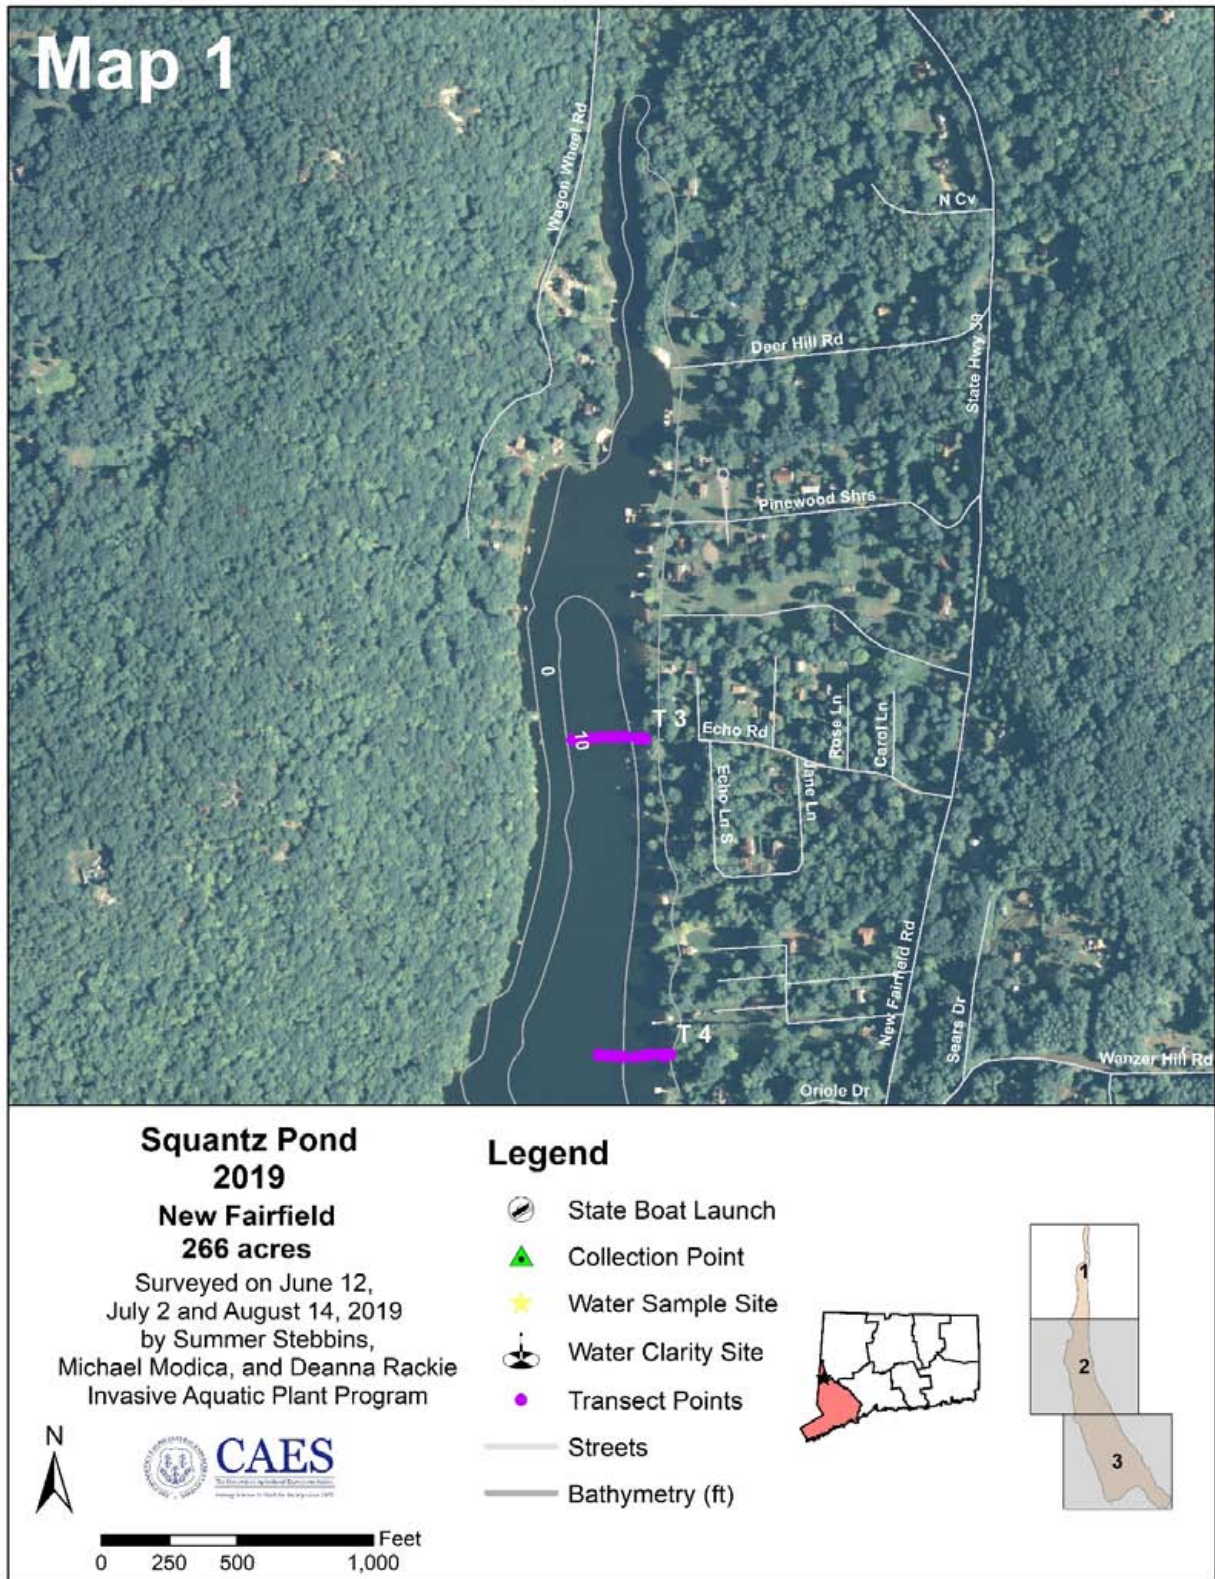 Map 1
Wagon Wheel Rd
N Cv
State Hwy 39
Deer Hill Rd
Pinewood Shrs
0
10
T 3
Echo Rd
Rose Ln
Carol Ln
Echo Ln S
Jane Ln
New Fairfield Rd
Sears Dr
T 4
Wanzer Hill Rd
Oriole Dr
Squantz Pond
2019
New Fairfield
266 acres
Surveyed on June 12,
July 2 and August 14, 2019
by Summer Stebbins,
Michael Modica, and Deanna Rackie
Invasive Aquatic Plant Program
N
CAES
Feet
0 250 500 1,000
Legend
State Boat Launch
Collection Point
Water Sample Site
Water Clarity Site
Transect Points
Streets
Bathymetry (ft)
1
2
3